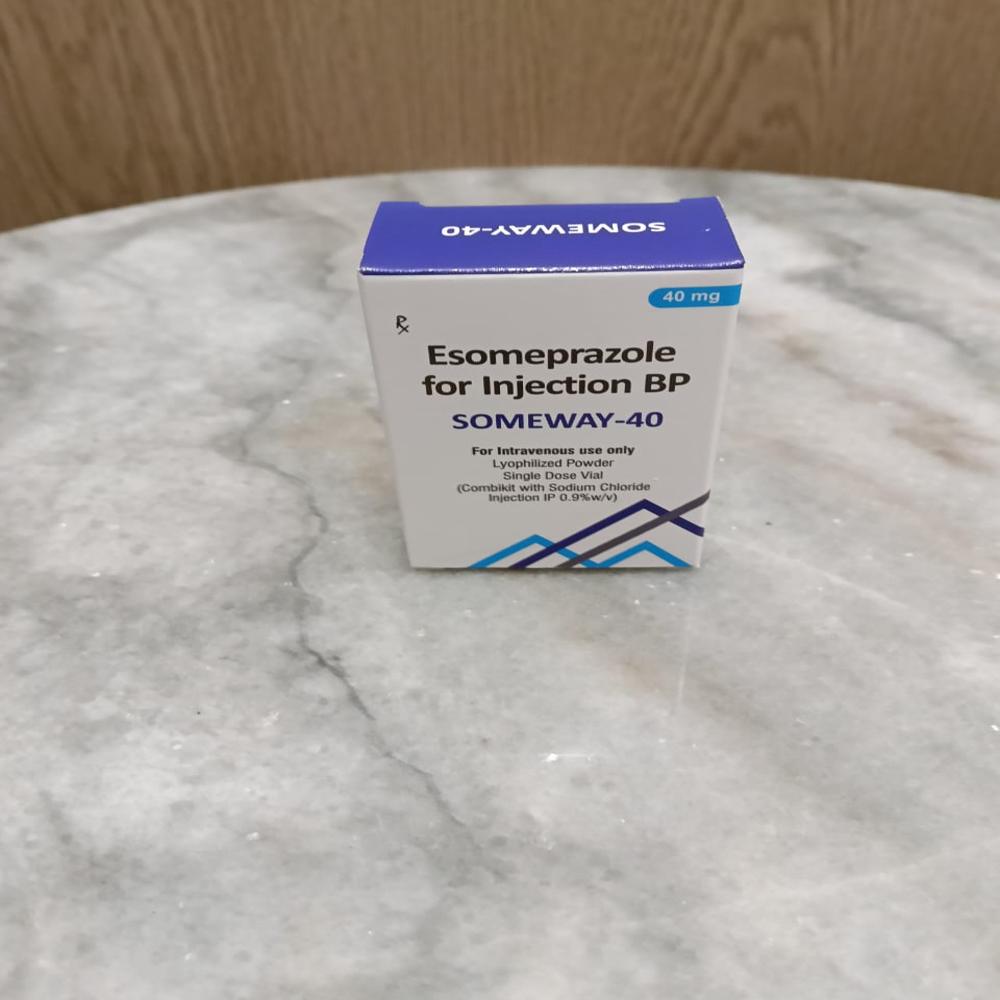 SOMEWAY-40
40 mg
Rx
Esomeprazole
for Injection BP
SOMEWAY-40
For Intravenous use only
Lyophilized Powder
Single Dose Vial
(Combikit with Sodium Chloride
Injection IP 0.9%w/v)